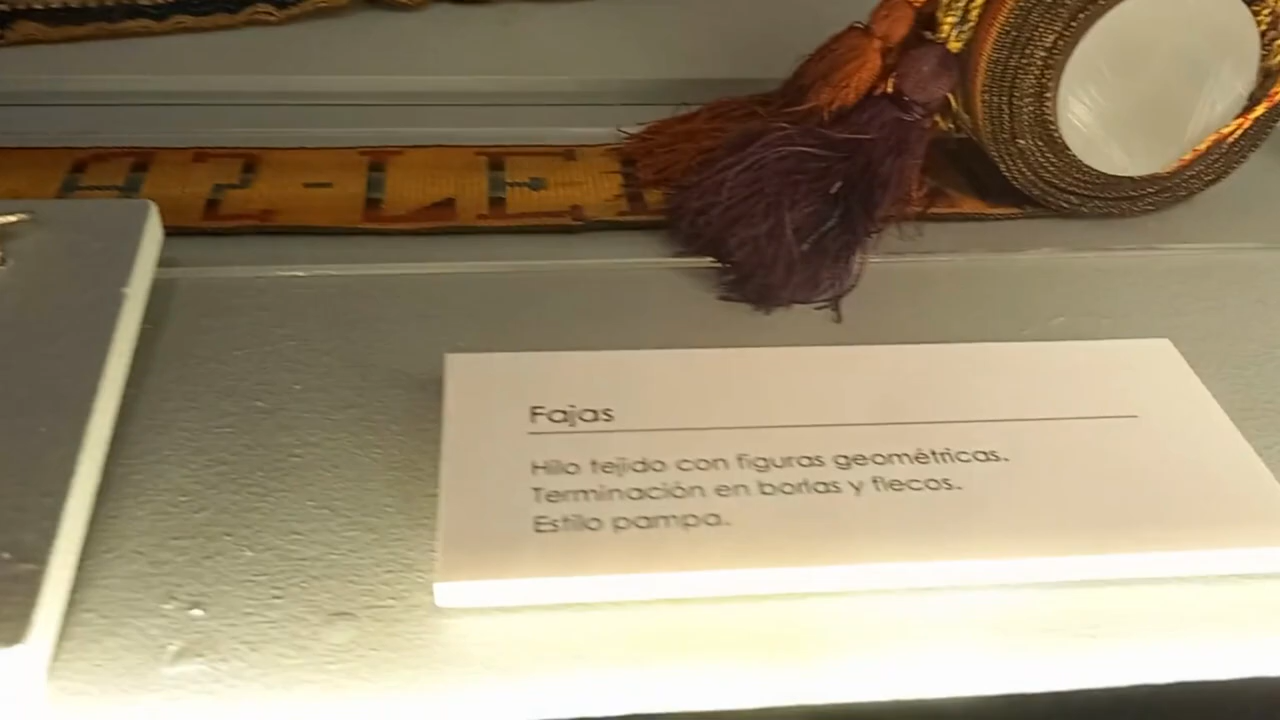 Fajas
Hilo tejido con figuras geométricas.
Terminación en borlas y flecos.
Estilo pampa.